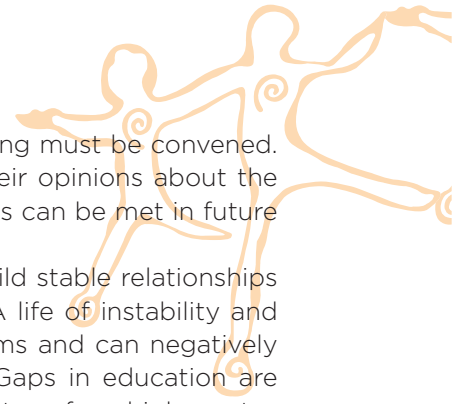 ng must be convened.
eir opinions about the
s can be met in future
ild stable relationships
A life of instability and
ms and can negatively
Gaps in education are